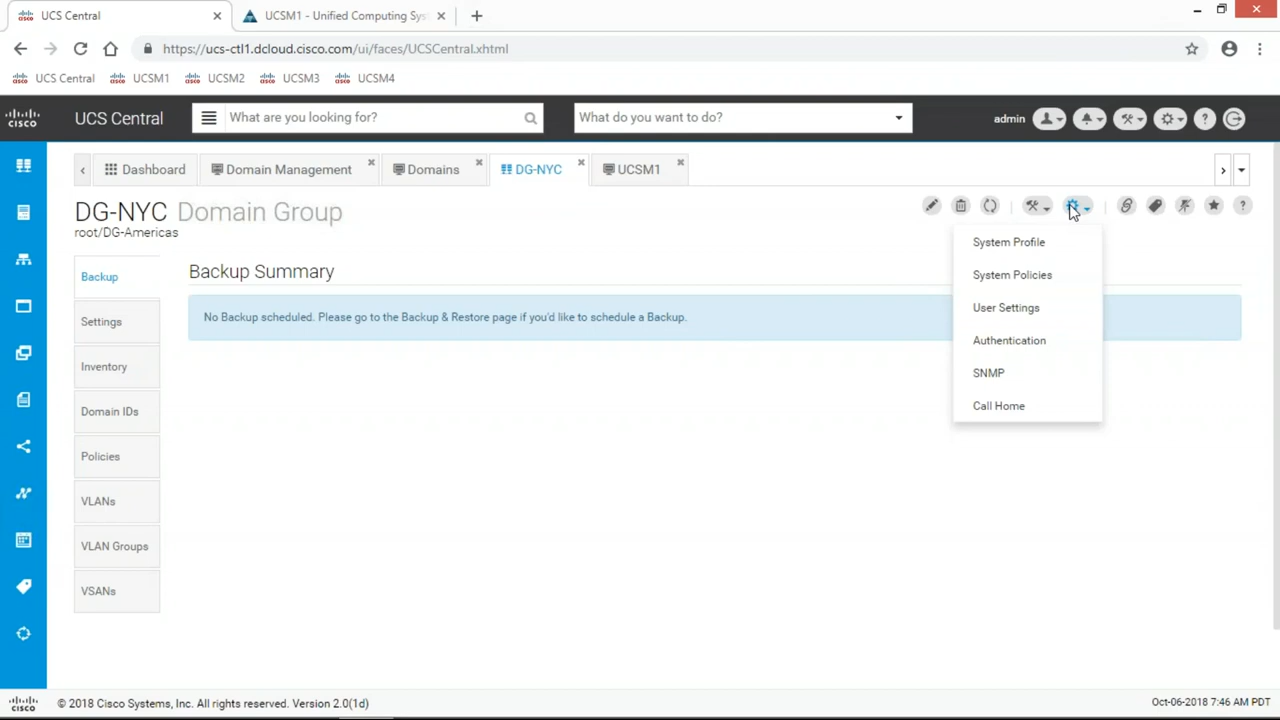 UCS Central
UCSM1 - Unified Computing Sys
https://ucs-ctl1.dcloud.cisco.com/ui/faces/UCSCentral.xhtml
UCS Central UCSM1 UCSM2 UCSM3 UCSM4
CISCO UCS Central What are you looking for? What do you want to do? admin
Dashboard Domain Management Domains DG-NYC UCSM1
DG-NYC Domain Group
root/DG-Americas
Backup
Settings
Inventory
Domain IDs
Policies
VLANs
VLAN Groups
VSANs
Backup Summary
No Backup scheduled. Please go to the Backup & Restore page if you'd like to schedule a Backup.
System Profile
System Policies
User Settings
Authentication
SNMP
Call Home
CISCO © 2018 Cisco Systems, Inc. All rights reserved. Version 2.0(1d) Oct-06-2018 7:46 AM PDT